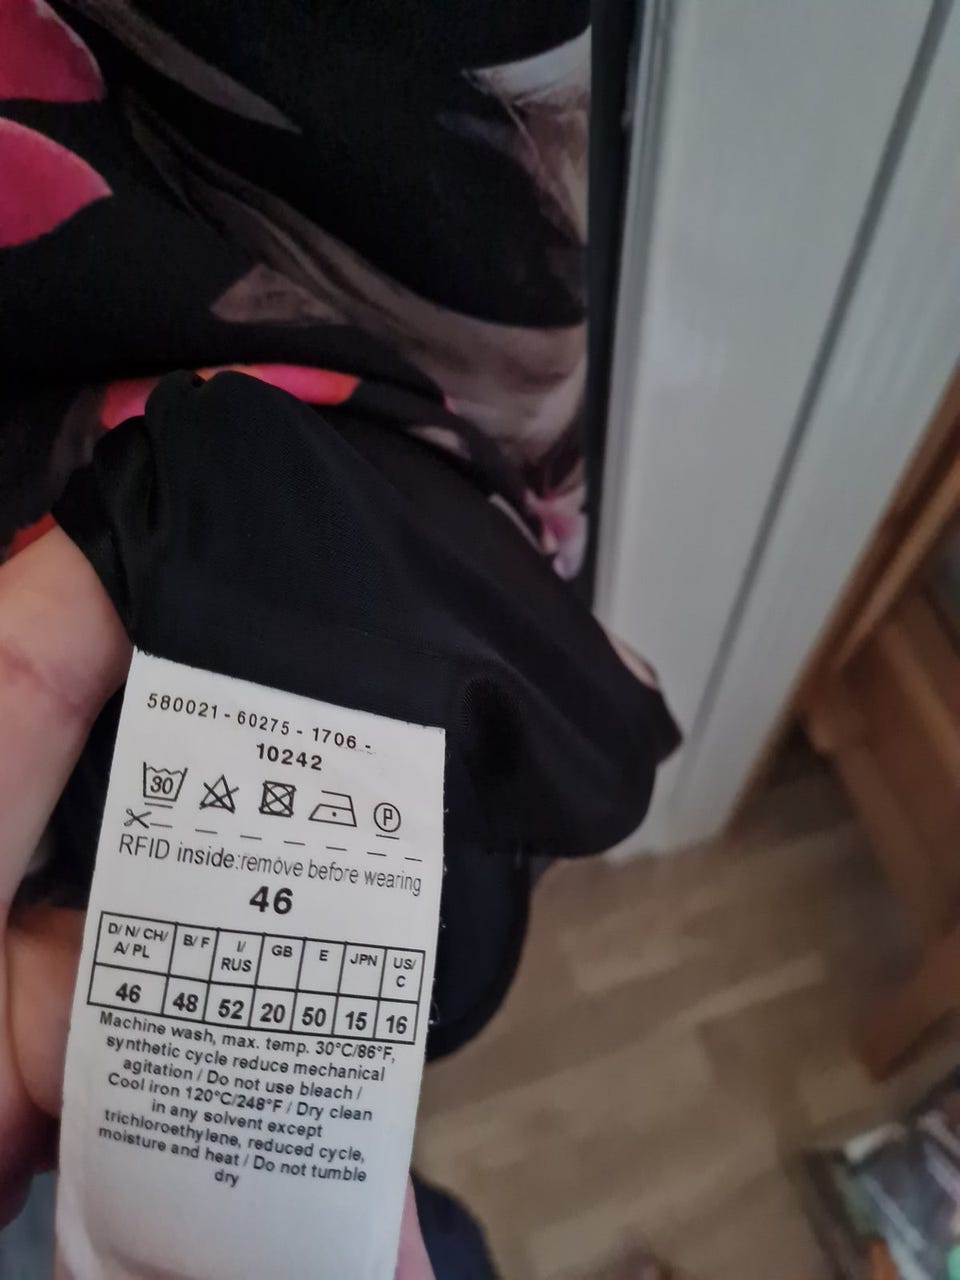 580021 - 60275 - 1706 -
10242
30 P
RFID inside:remove before wearing
46
D/ N/ CH/ A/ PL B/ F I/ RUS GB E JPN US/ C
46 48 52 20 50 15 16
Machine wash, max. temp. 30°C/86°F,
synthetic cycle reduce mechanical
agitation / Do not use bleach /
Cool iron 120°C/248°F / Dry clean
in any solvent except
trichloroethylene, reduced cycle,
moisture and heat / Do not tumble
dry